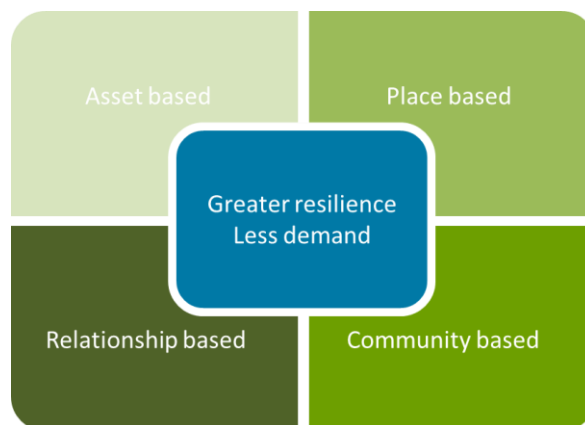 Asset based
Place based
Greater resilience
Less demand
Relationship based
Community based